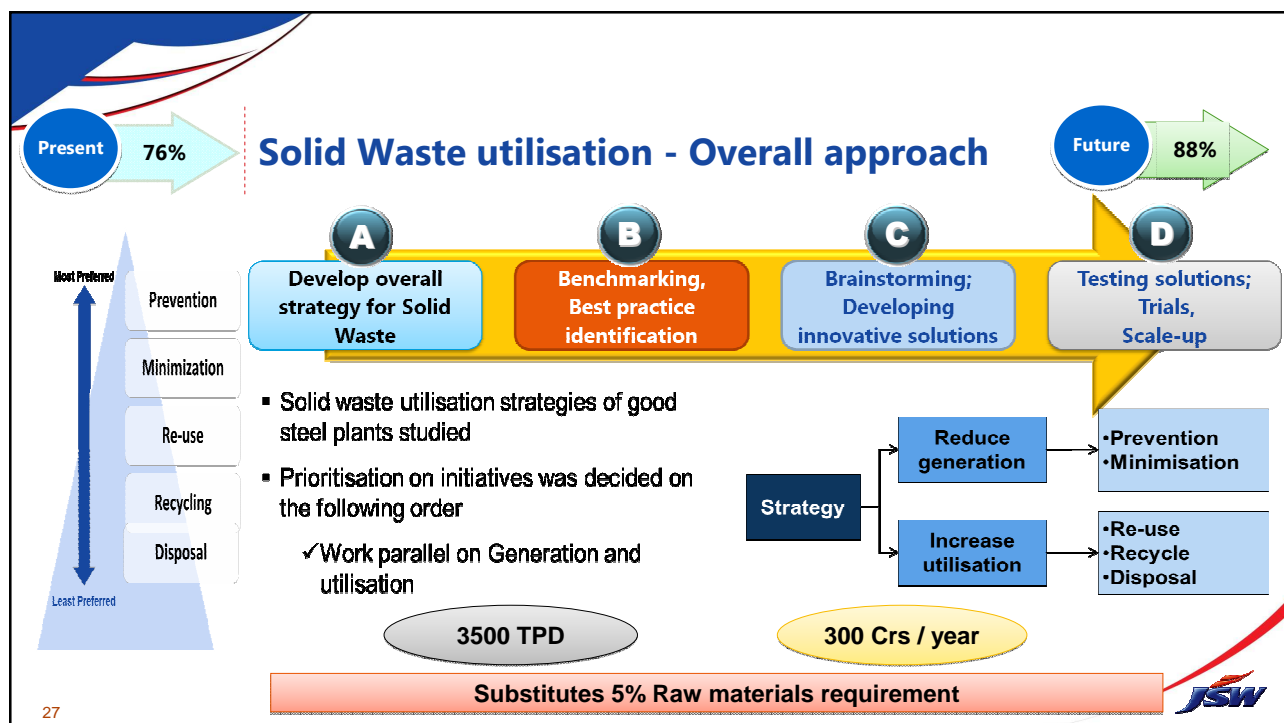 Present
76%
Solid Waste utilisation - Overall approach
Future
88%
A
B
C
D
Develop overall
strategy for Solid
Waste
Benchmarking,
Best practice
identification
Brainstorming;
Developing
innovative solutions
Testing solutions;
Trials,
Scale-up
Most Preferred
Prevention
Minimization
Re-use
Recycling
Disposal
Least Preferred
▪ Solid waste utilisation strategies of good
steel plants studied
▪ Prioritisation on initiatives was decided on
the following order
✓Work parallel on Generation and
utilisation
Strategy
Reduce
generation
•Prevention
•Minimisation
Increase
utilisation
•Re-use
•Recycle
•Disposal
3500 TPD
300 Crs / year
Substitutes 5% Raw materials requirement
27
JSW